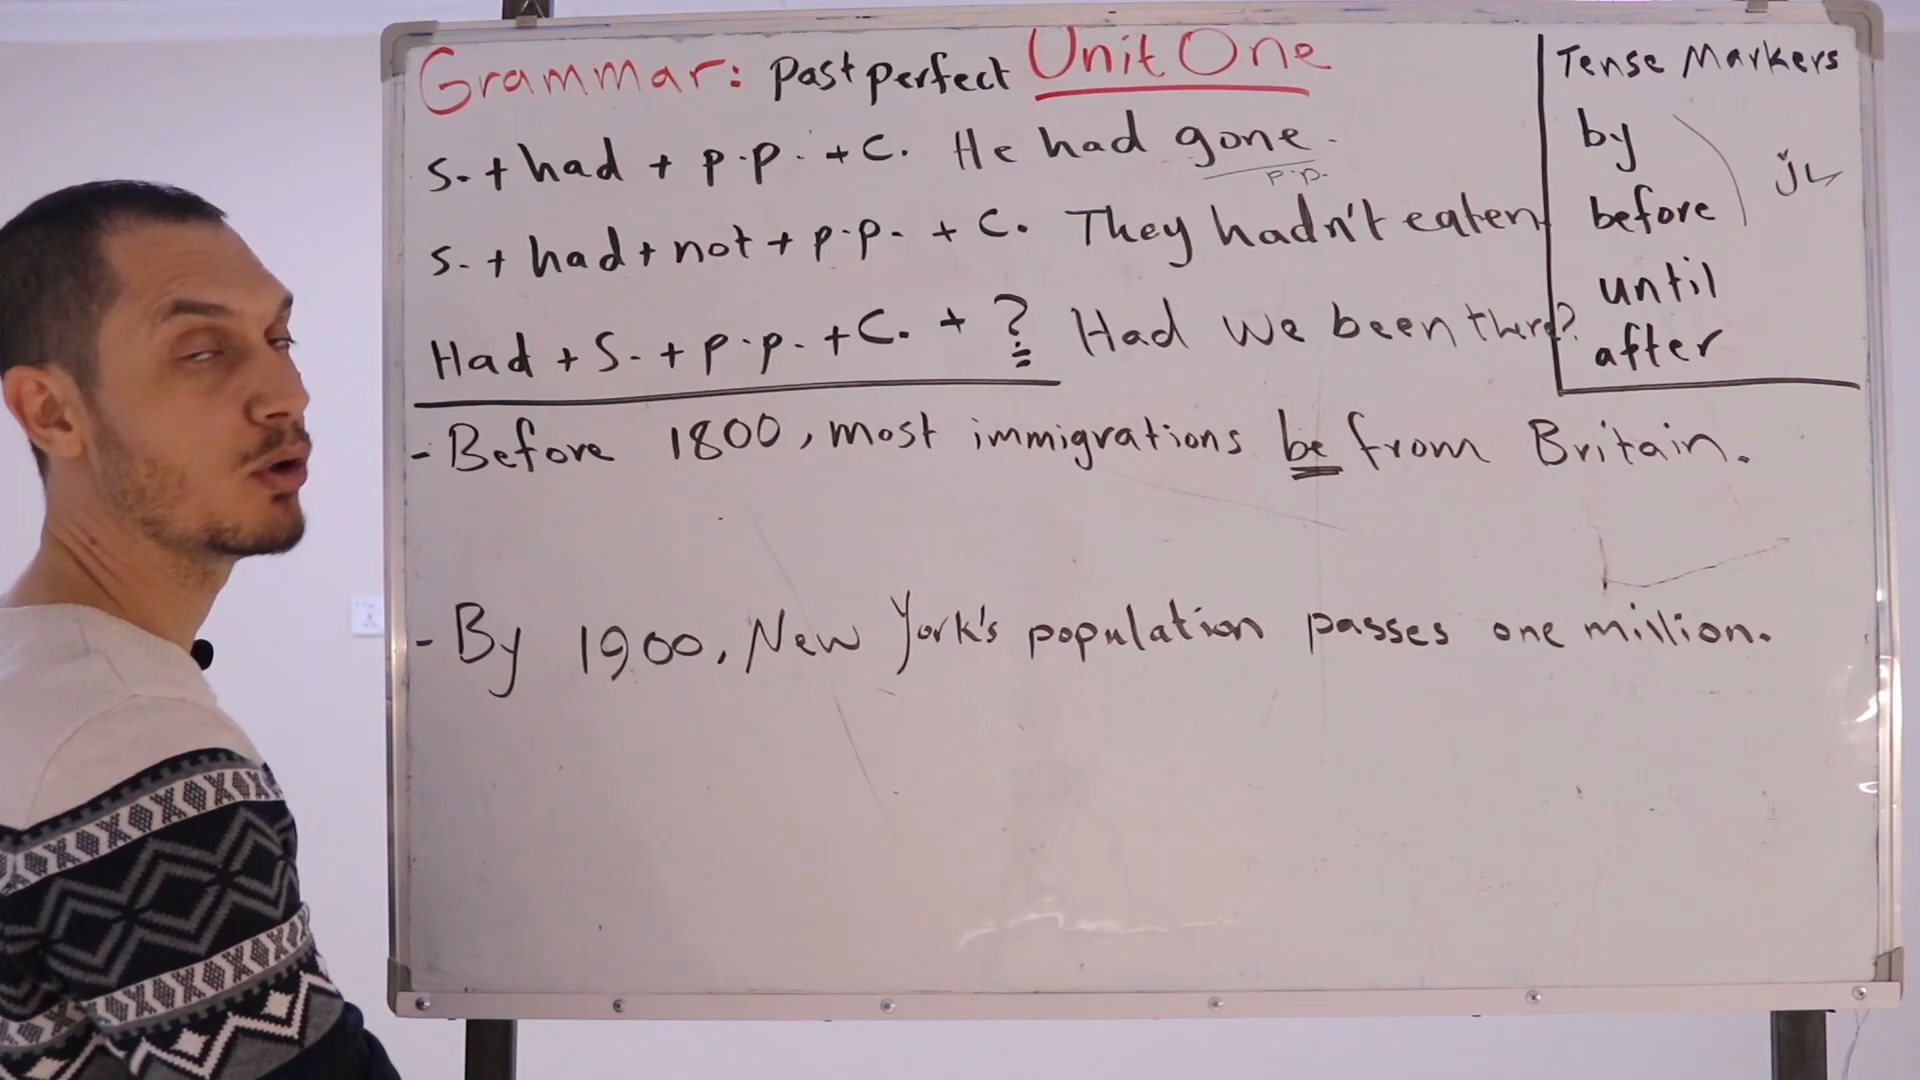 Grammar: Past perfect Unit One
S. + had + p.p. + C. He had gone.
p.p.
S. + had + not + p.p. + C. They hadn't eaten
Had + S. + p.p. + C. + ? Had we been there?
Tense Markers
by
before
until
after
- Before 1800, most immigrations be from Britain.
- By 1900, New York's population passes one million.